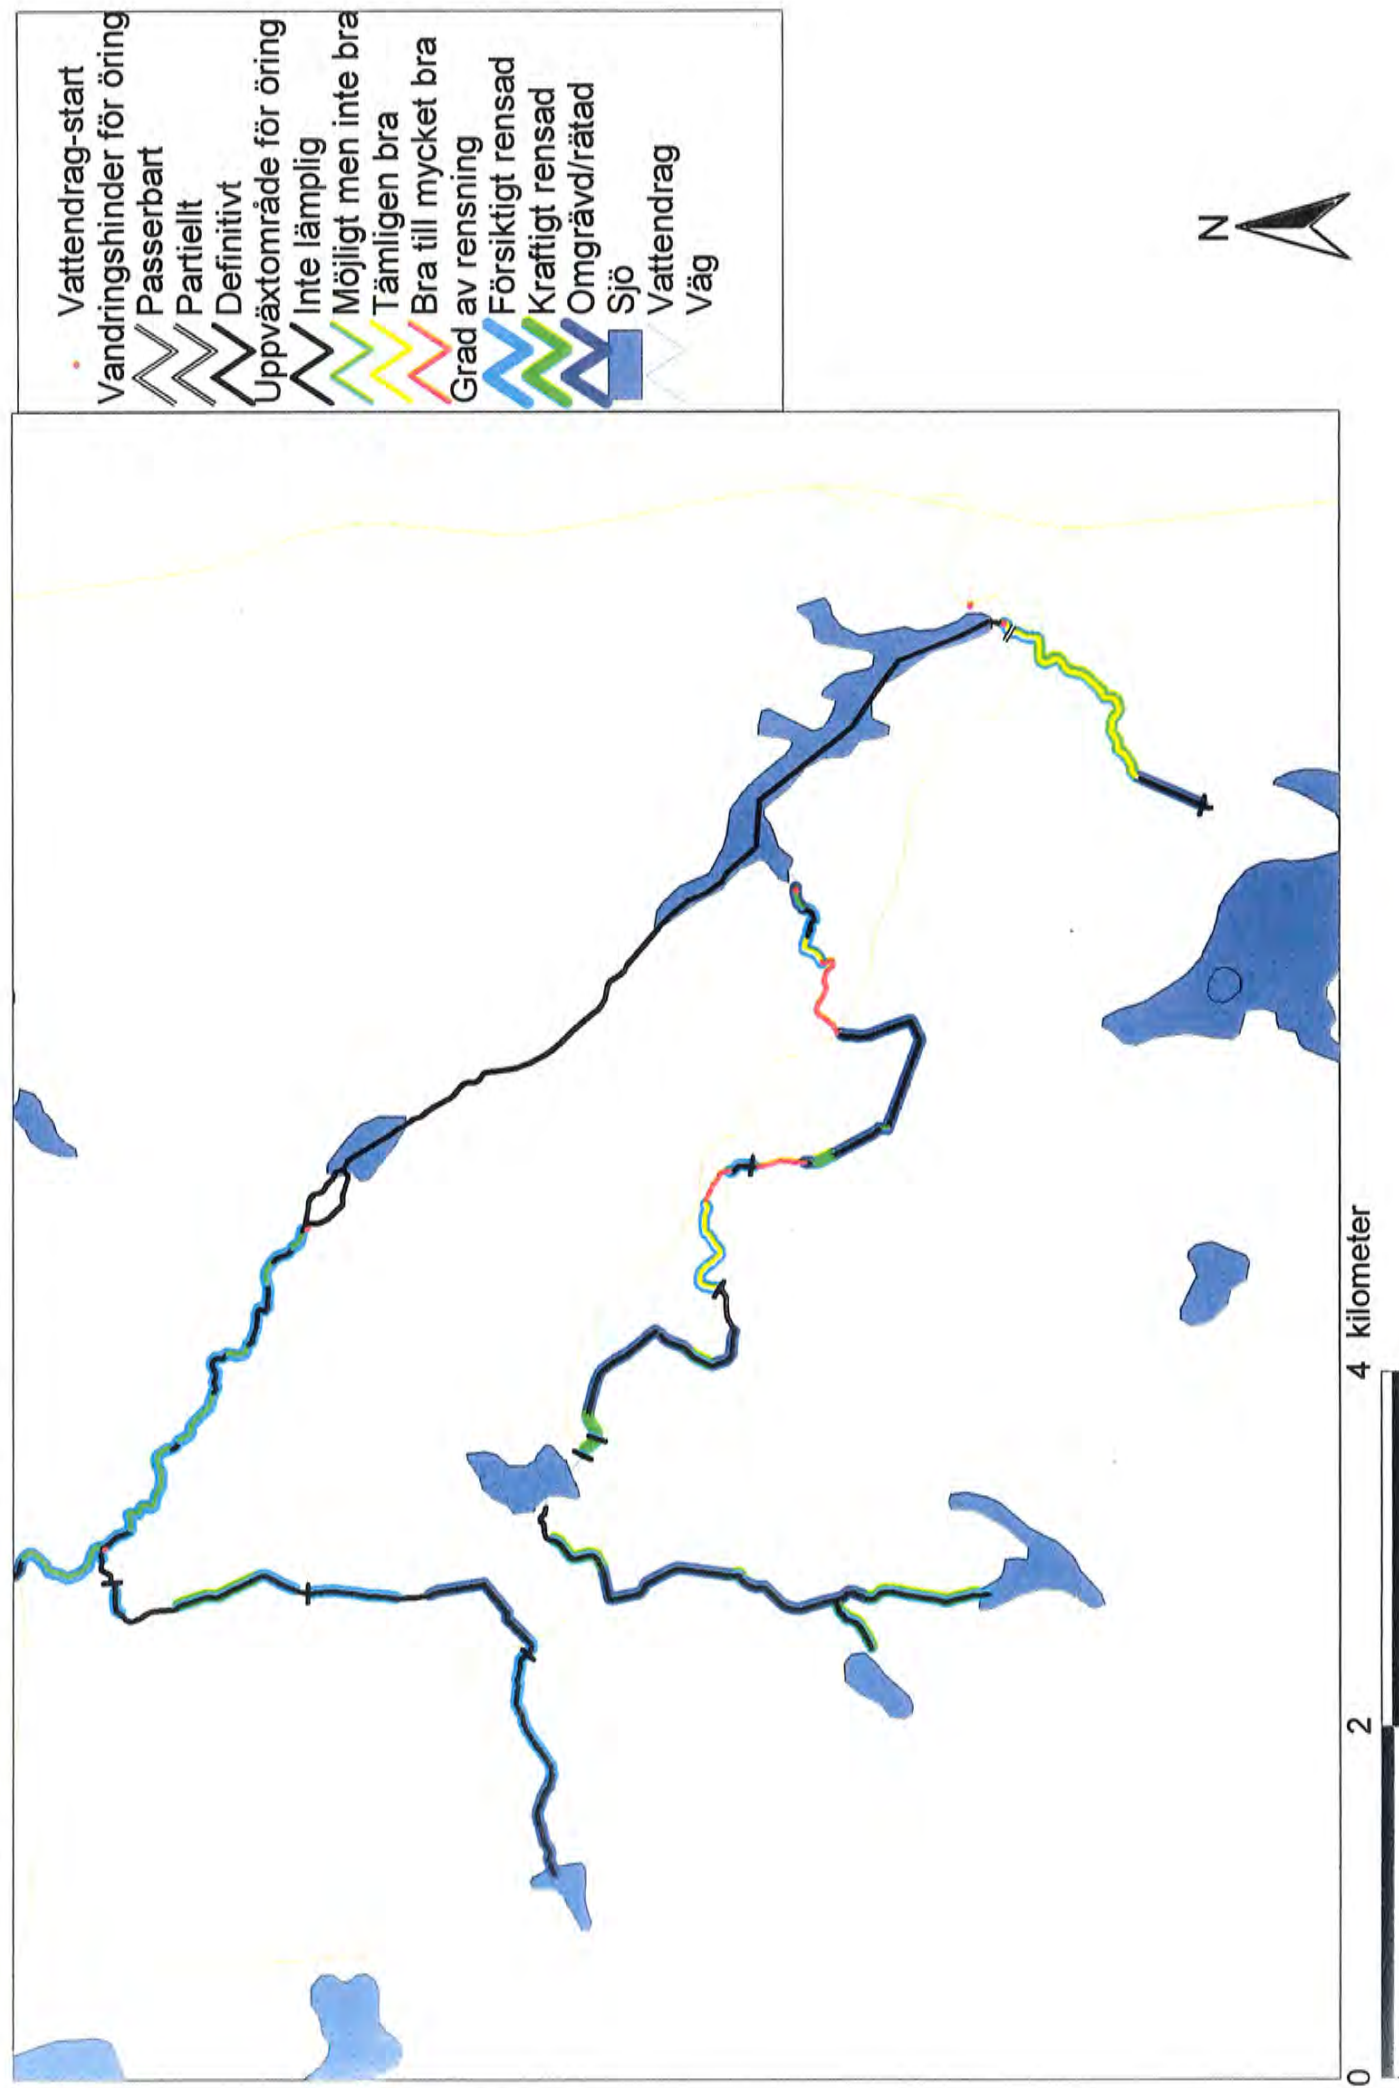 Vattendrag-start
Vandringshinder för öring
Passerbart
Partiellt
Definitivt
Uppväxtområde för öring
Inte lämplig
Möjligt men inte bra
Tämligen bra
Bra till mycket bra
Grad av rensning
Försiktigt rensad
Kraftigt rensad
Omgrävd/rätad
Sjö
Vattendrag
Väg
N
0 2 4 kilometer